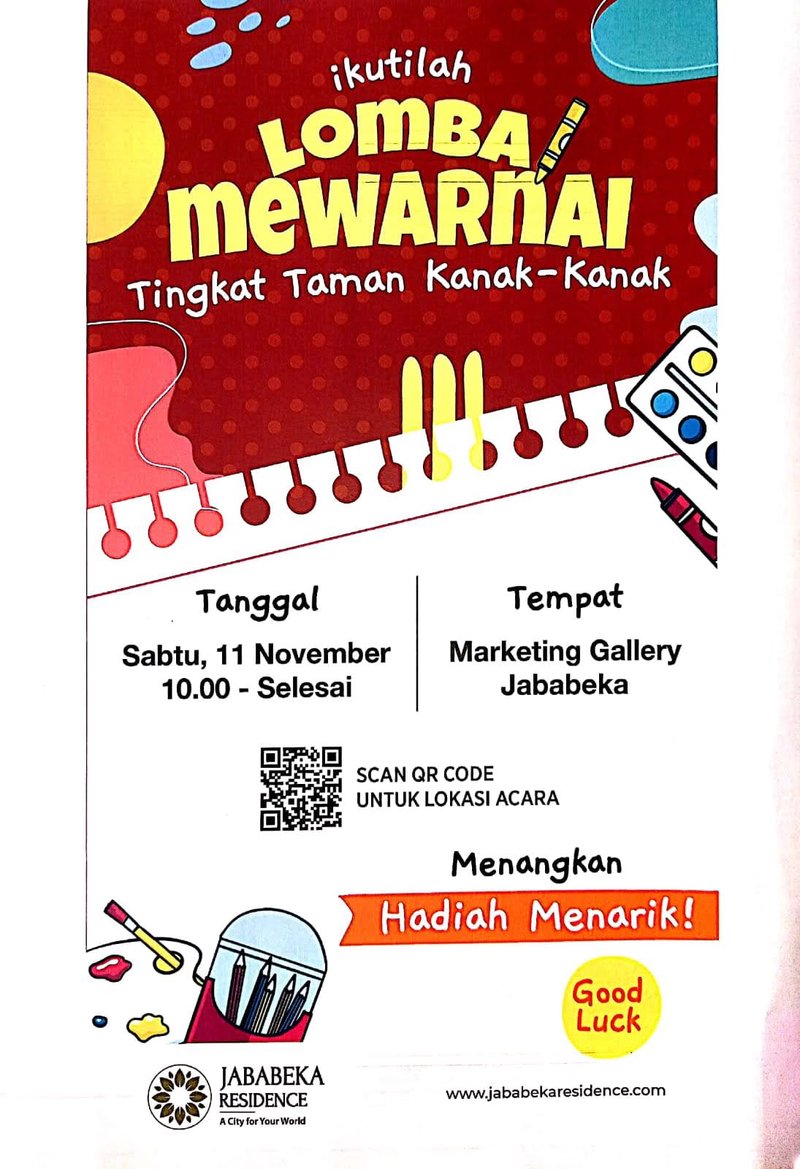 ikutilah
LOMBA
MEWARNAI
Tingkat Taman Kanak-Kanak
Tanggal
Sabtu, 11 November
10.00 - Selesai
Tempat
Marketing Gallery
Jababeka
SCAN QR CODE
UNTUK LOKASI ACARA
Menangkan
Hadiah Menarik!
Good
Luck
JABABEKA
RESIDENCE
A City for Your World
www.jababekaresidence.com